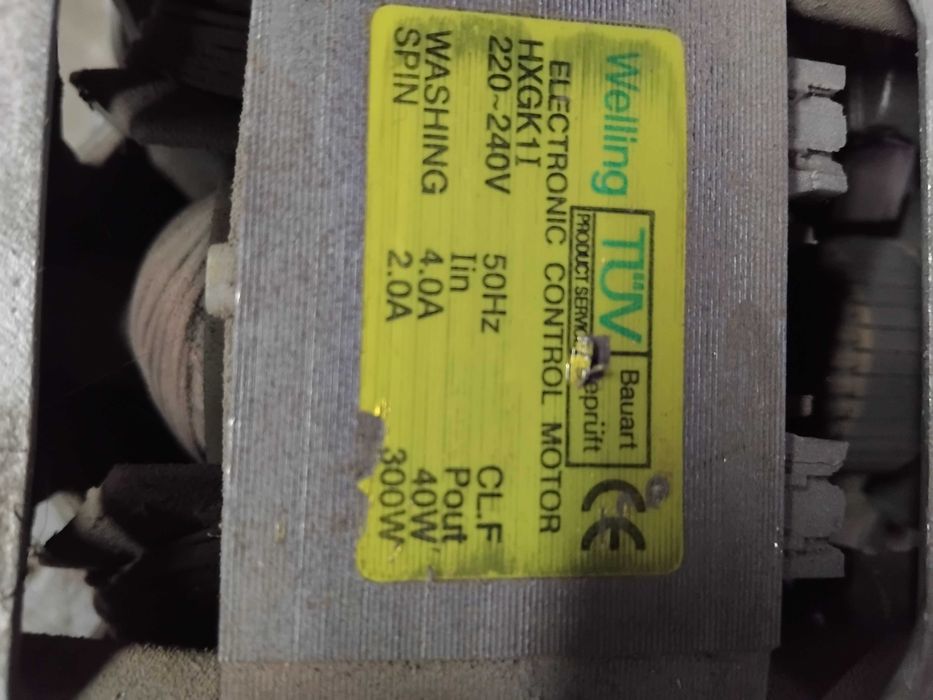 Welling
TÜV
PRODUCT SERVICE
Bauart
geprüft
CE
ELECTRONIC CONTROL MOTOR
HXGK1I
220~240V 50Hz CL.F
Iin Pout
WASHING 4.0A 40W
SPIN 2.0A 300W